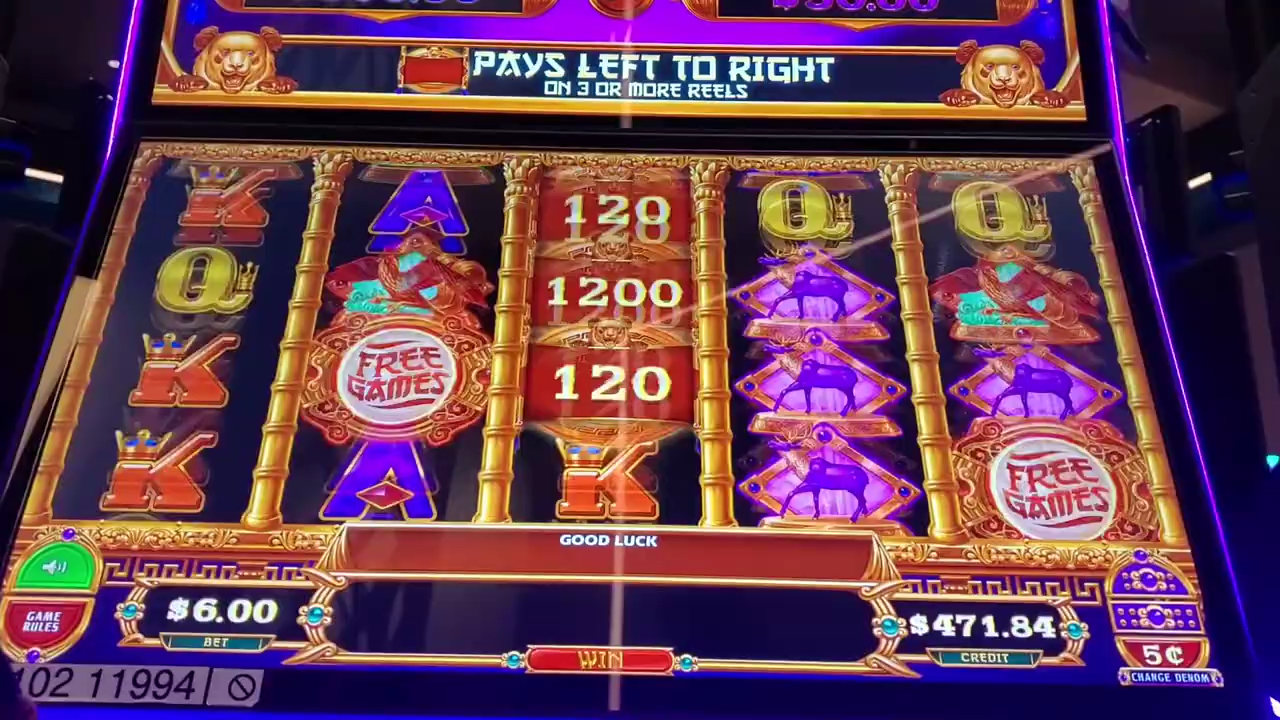 PAYS LEFT TO RIGHT
ON 3 OR MORE REELS
K
A
120
Q
Q
Q
1200
K
FREE
GAMES
120
K
A
K
FREE
GAMES
GOOD LUCK
GAME
RULES
$6.00
BET
WIN
$471.84
CREDIT
5¢
CHANGE DENOM
02 11994